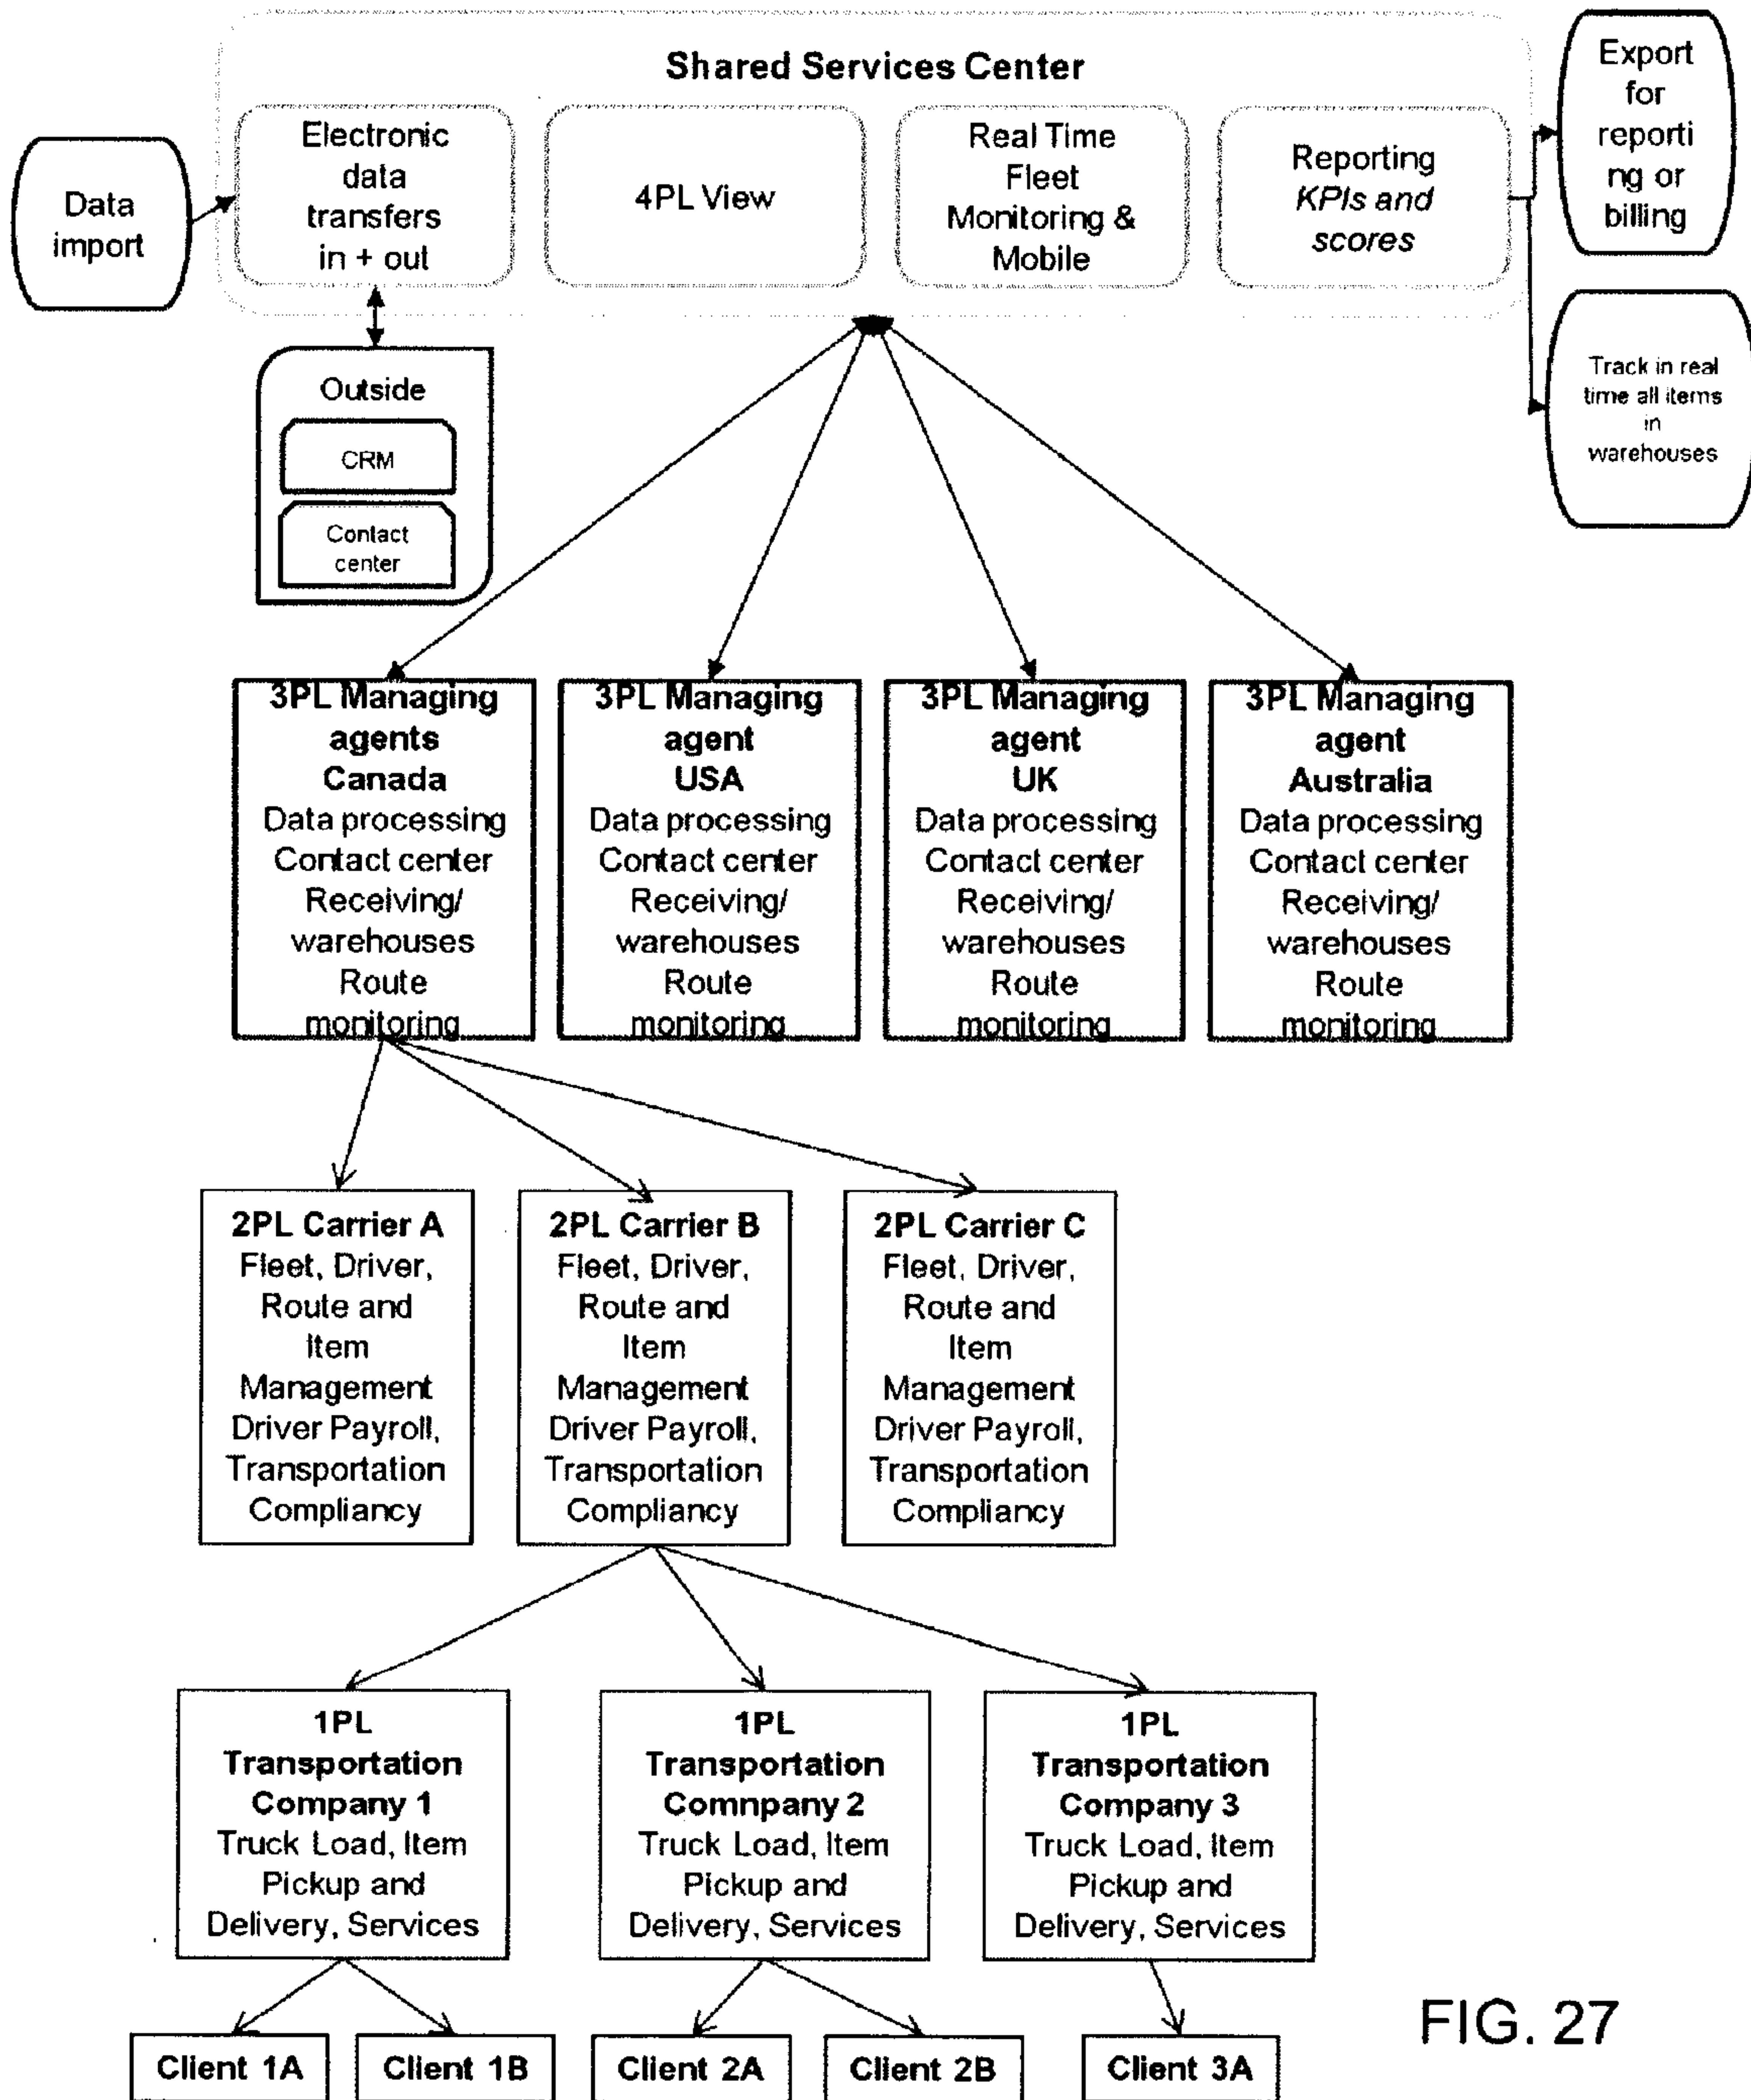 Shared Services Center
Data
import
Electronic
data
transfers
in + out
4PL View
Real Time
Fleet
Monitoring &
Mobile
Reporting
KPIs and
scores
Export
for
reporti
ng or
billing
Track in real
time all items
in
warehouses
Outside
CRM
Contact
center
3PL Managing
agents
Canada
Data processing
Contact center
Receiving/
warehouses
Route
monitoring
3PL Managing
agent
USA
Data processing
Contact center
Receiving/
warehouses
Route
monitoring
3PL Managing
agent
UK
Data processing
Contact center
Receiving/
warehouses
Route
monitoring
3PL Managing
agent
Australia
Data processing
Contact center
Receiving/
warehouses
Route
monitoring
2PL Carrier A
Fleet, Driver,
Route and
Item
Management
Driver Payroll,
Transportation
Compliancy
2PL Carrier B
Fleet, Driver,
Route and
Item
Management
Driver Payroll,
Transportation
Compliancy
2PL Carrier C
Fleet, Driver,
Route and
Item
Management
Driver Payroll,
Transportation
Compliancy
1PL
Transportation
Company 1
Truck Load, Item
Pickup and
Delivery, Services
1PL
Transportation
Comnpany 2
Truck Load, Item
Pickup and
Delivery, Services
1PL
Transportation
Company 3
Truck Load, Item
Pickup and
Delivery, Services
Client 1A
Client 1B
Client 2A
Client 2B
Client 3A
FIG. 27